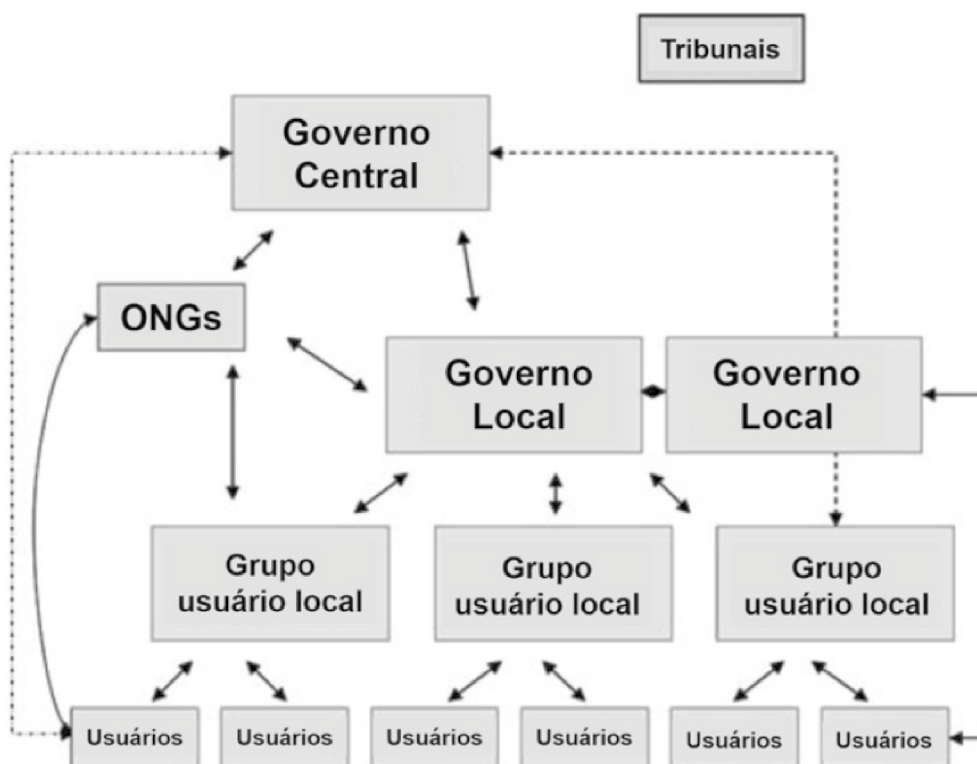 Tribunais
Governo
Central
ONGs
Governo
Local
Governo
Local
Grupo
usuário local
Grupo
usuário local
Grupo
usuário local
Usuários
Usuários
Usuários
Usuários
Usuários
Usuários